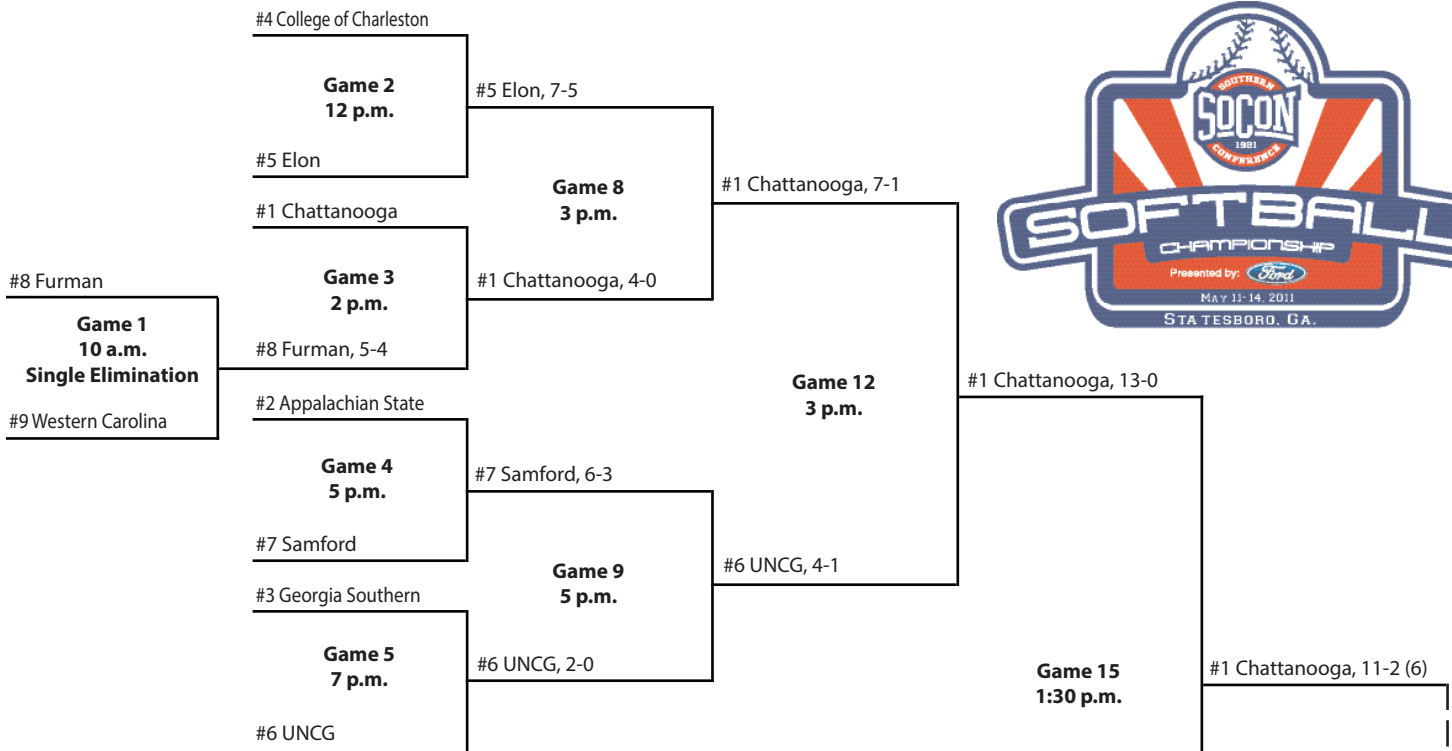 #4 College of Charleston
Game 2
12 p.m.
#5 Elon
#5 Elon, 7-5
#1 Chattanooga
Game 3
2 p.m.
#8 Furman, 5-4
#1 Chattanooga, 4-0
Game 8
3 p.m.
#1 Chattanooga, 7-1
#8 Furman
Game 1
10 a.m.
Single Elimination
#9 Western Carolina
#2 Appalachian State
Game 4
5 p.m.
#7 Samford
#7 Samford, 6-3
#3 Georgia Southern
Game 5
7 p.m.
#6 UNCG
#6 UNCG, 2-0
Game 9
5 p.m.
#6 UNCG, 4-1
Game 12
3 p.m.
#1 Chattanooga, 13-0
Game 15
1:30 p.m.
#1 Chattanooga, 11-2 (6)
SOUTHERN
SOCON
1921
CONFERENCE
SOFTBALL
CHAMPIONSHIP
Presented by: Ford
MAY 11-14, 2011
STATESBORO, GA.